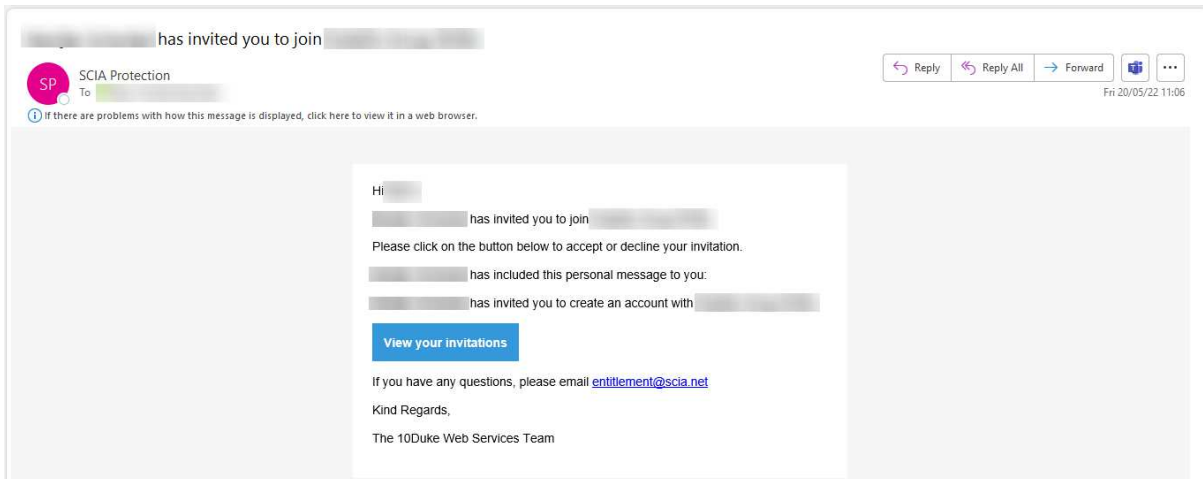 has invited you to join
Reply
Reply All
Forward
SP
SCIA Protection
To
Fri 20/05/22 11:06
If there are problems with how this message is displayed, click here to view it in a web browser.
Hi
has invited you to join
Please click on the button below to accept or decline your invitation.
has included this personal message to you:
has invited you to create an account with
View your invitations
If you have any questions, please email entitlement@scia.net
Kind Regards,
The 10Duke Web Services Team